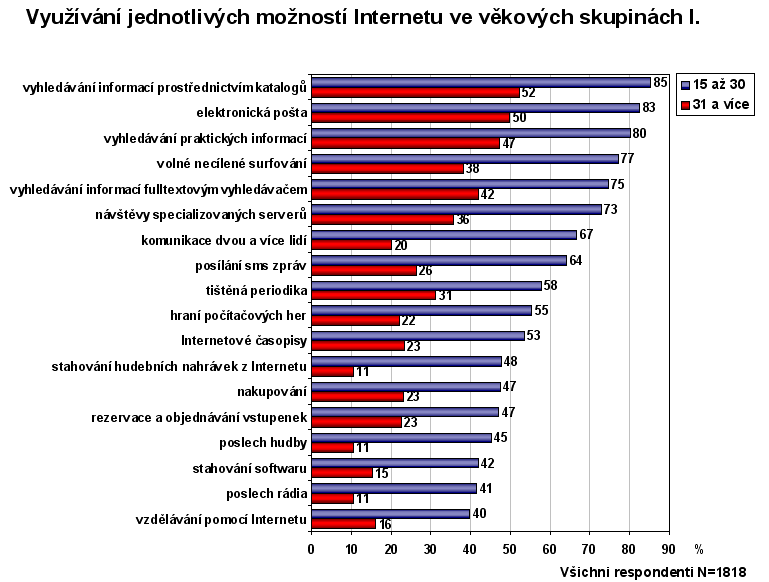 Využívání jednotlivých možností Internetu ve věkových skupinách I.
15 až 30
31 a více
vyhledávání informací prostřednictvím katalogů 85 52
elektronická pošta 83 50
vyhledávání praktických informací 80 47
volné necílené surfování 77 38
vyhledávání informací fulltextovým vyhledávačem 75 42
návštěvy specializovaných serverů 73 36
komunikace dvou a více lidí 67 20
posílání sms zpráv 64 26
tištěná periodika 58 31
hraní počítačových her 55 22
Internetové časopisy 53 23
stahování hudebních nahrávek z Internetu 48 11
nakupování 47 23
rezervace a objednávání vstupenek 47 23
poslech hudby 45 11
stahování softwaru 42 15
poslech rádia 41 11
vzdělávání pomocí Internetu 40 16
0 10 20 30 40 50 60 70 80 90 %
Všichni respondenti N=1818